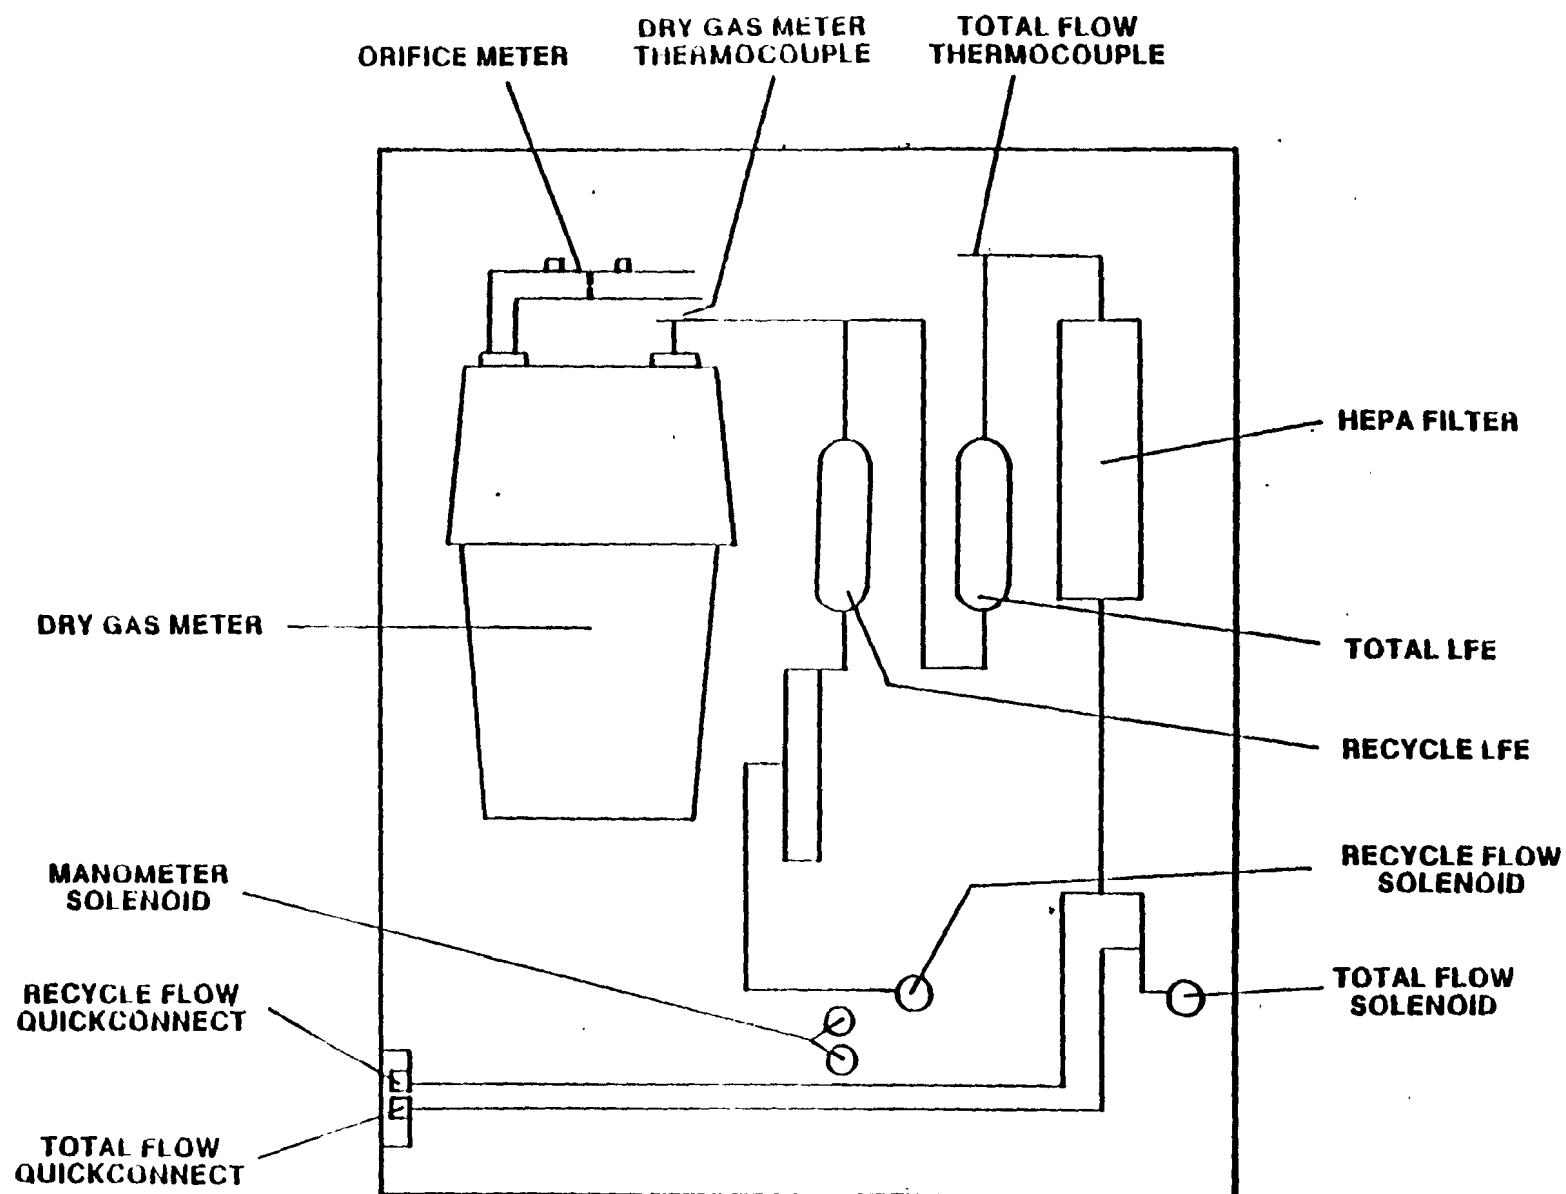 ORIFICE METER
DRY GAS METER
THERMOCOUPLE
TOTAL FLOW
THERMOCOUPLE
HEPA FILTER
DRY GAS METER
TOTAL LFE
RECYCLE LFE
MANOMETER
SOLENOID
RECYCLE FLOW
SOLENOID
RECYCLE FLOW
QUICKCONNECT
TOTAL FLOW
SOLENOID
TOTAL FLOW
QUICKCONNECT